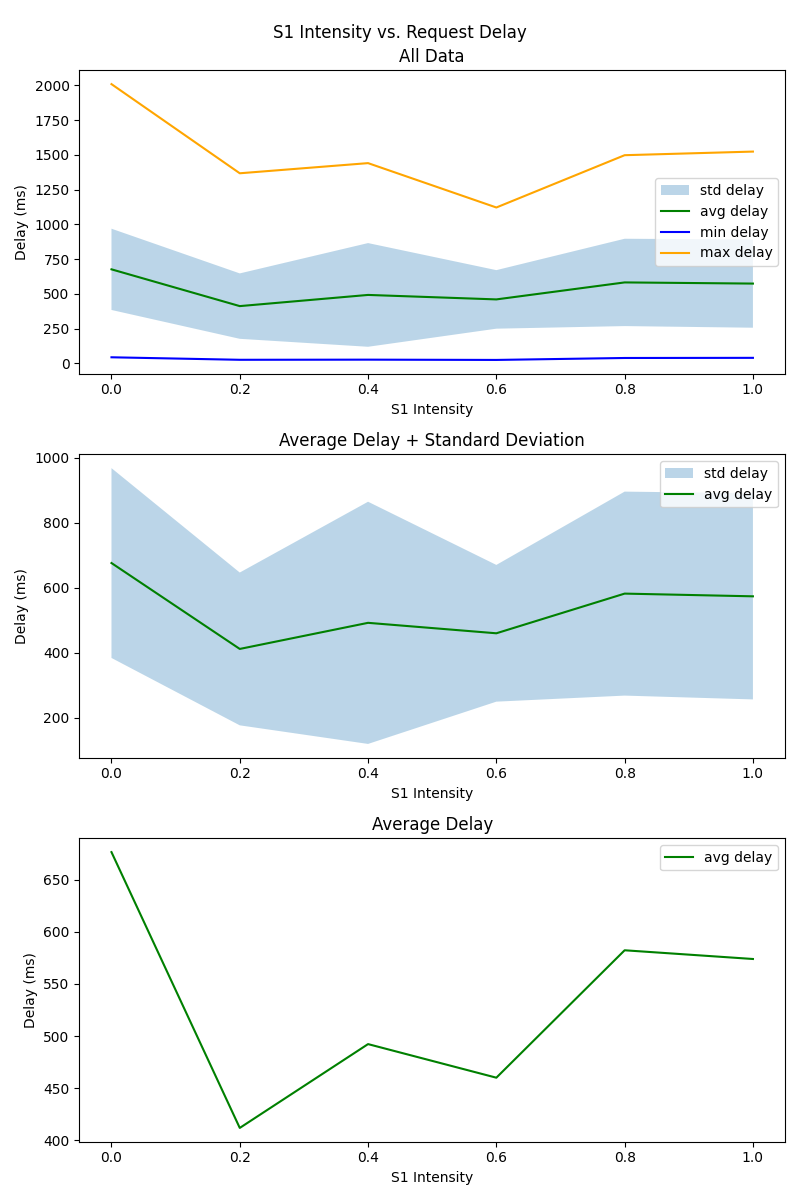 S1 Intensity vs. Request Delay
All Data
2000
1750
1500
1250
1000
750
500
250
0
Delay (ms)
std delay
avg delay
min delay
max delay
0.0 0.2 0.4 0.6 0.8 1.0
S1 Intensity
Average Delay + Standard Deviation
1000
800
600
400
200
Delay (ms)
std delay
avg delay
0.0 0.2 0.4 0.6 0.8 1.0
S1 Intensity
Average Delay
650
600
550
500
450
400
Delay (ms)
avg delay
0.0 0.2 0.4 0.6 0.8 1.0
S1 Intensity